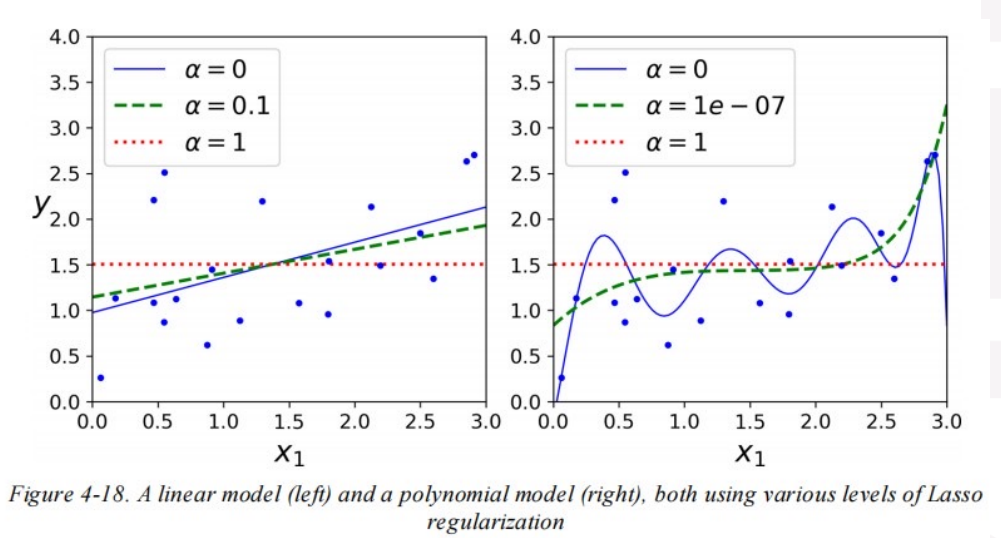 4.0
3.5
3.0
2.5
2.0
1.5
1.0
0.5
0.0
y
α = 0
α = 0.1
α = 1
0.0 0.5 1.0 1.5 2.0 2.5 3.0
x₁
4.0
3.5
3.0
2.5
2.0
1.5
1.0
0.5
0.0
α = 0
α = 1e − 07
α = 1
0.0 0.5 1.0 1.5 2.0 2.5 3.0
x₁
Figure 4-18. A linear model (left) and a polynomial model (right), both using various levels of Lasso
regularization